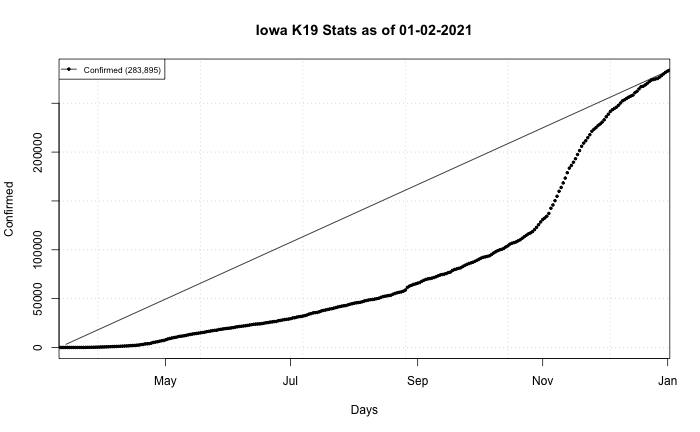 Iowa K19 Stats as of 01-02-2021
Confirmed (283,895)
Confirmed
200000
100000
50000
0
May
Jul
Sep
Nov
Jan
Days